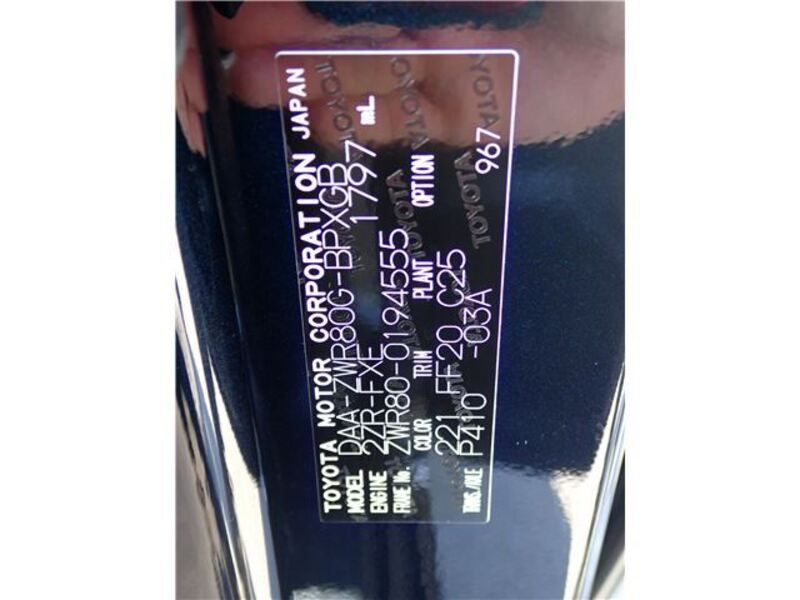 TOYOTA MOTOR CORPORATION JAPAN
MODEL DAA-ZWR80G-BPXGB
ENGINE 2ZR-FXE 1797 mL
FRAME No. ZWR80-0194555
COLOR TRIM PLANT OPTION
221 FF20 C25
TRNS./AXLE P410 -03A 967